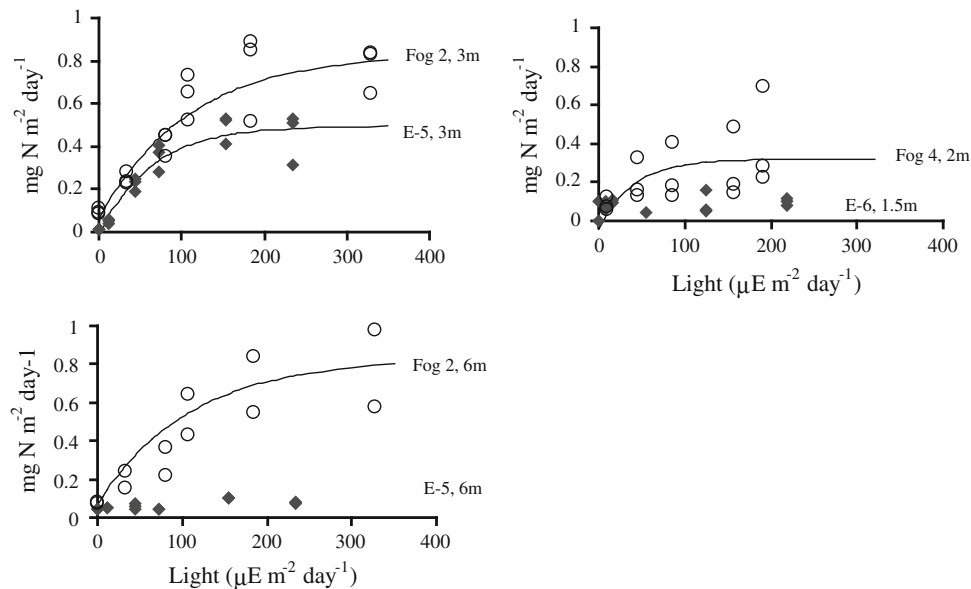 1
0.8
0.6
0.4
0.2
0
mg N m⁻² day⁻¹
Fog 2, 3m
E-5, 3m
0 100 200 300 400
1
0.8
0.6
0.4
0.2
0
mg N m⁻² day⁻¹
Fog 4, 2m
E-6, 1.5m
0 100 200 300 400
Light (μE m⁻² day⁻¹)
1
0.8
0.6
0.4
0.2
0
mg N m⁻² day-1
Fog 2, 6m
E-5, 6m
0 100 200 300 400
Light (μE m⁻² day⁻¹)